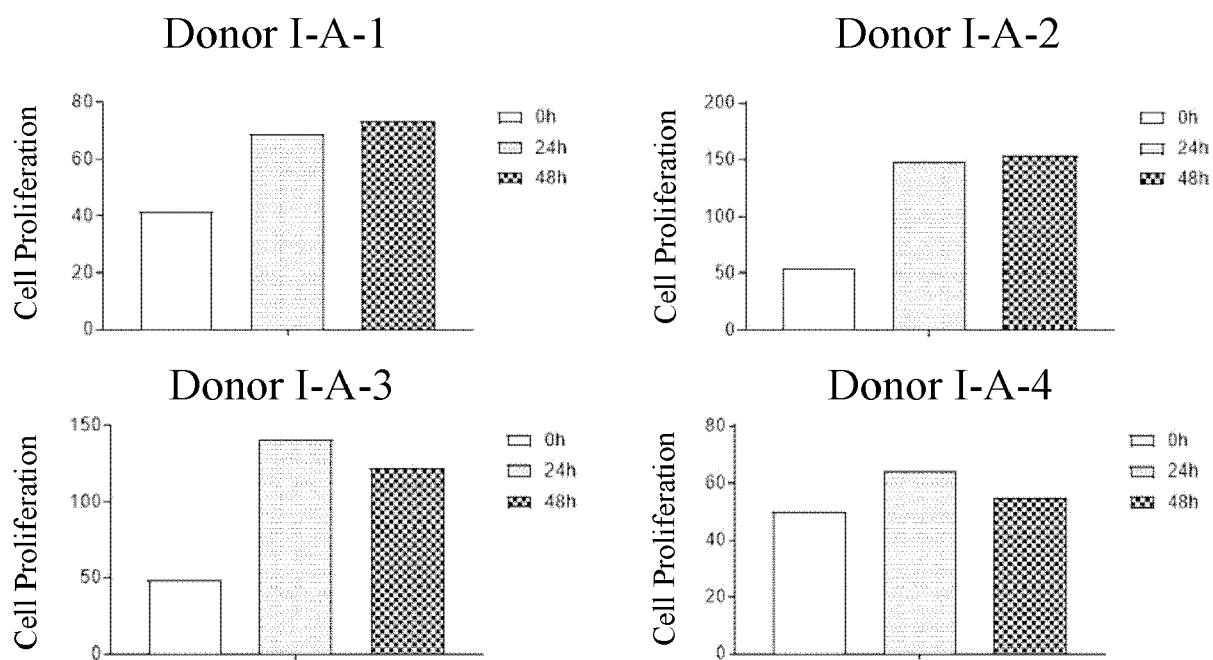 Donor I-A-1
Cell Proliferation
80
60
40
20
0
0h
24h
48h
Donor I-A-2
Cell Proliferation
200
150
100
50
0
0h
24h
48h
Donor I-A-3
Cell Proliferation
150
100
50
0
0h
24h
48h
Donor I-A-4
Cell Proliferation
80
60
40
20
0
0h
24h
48h